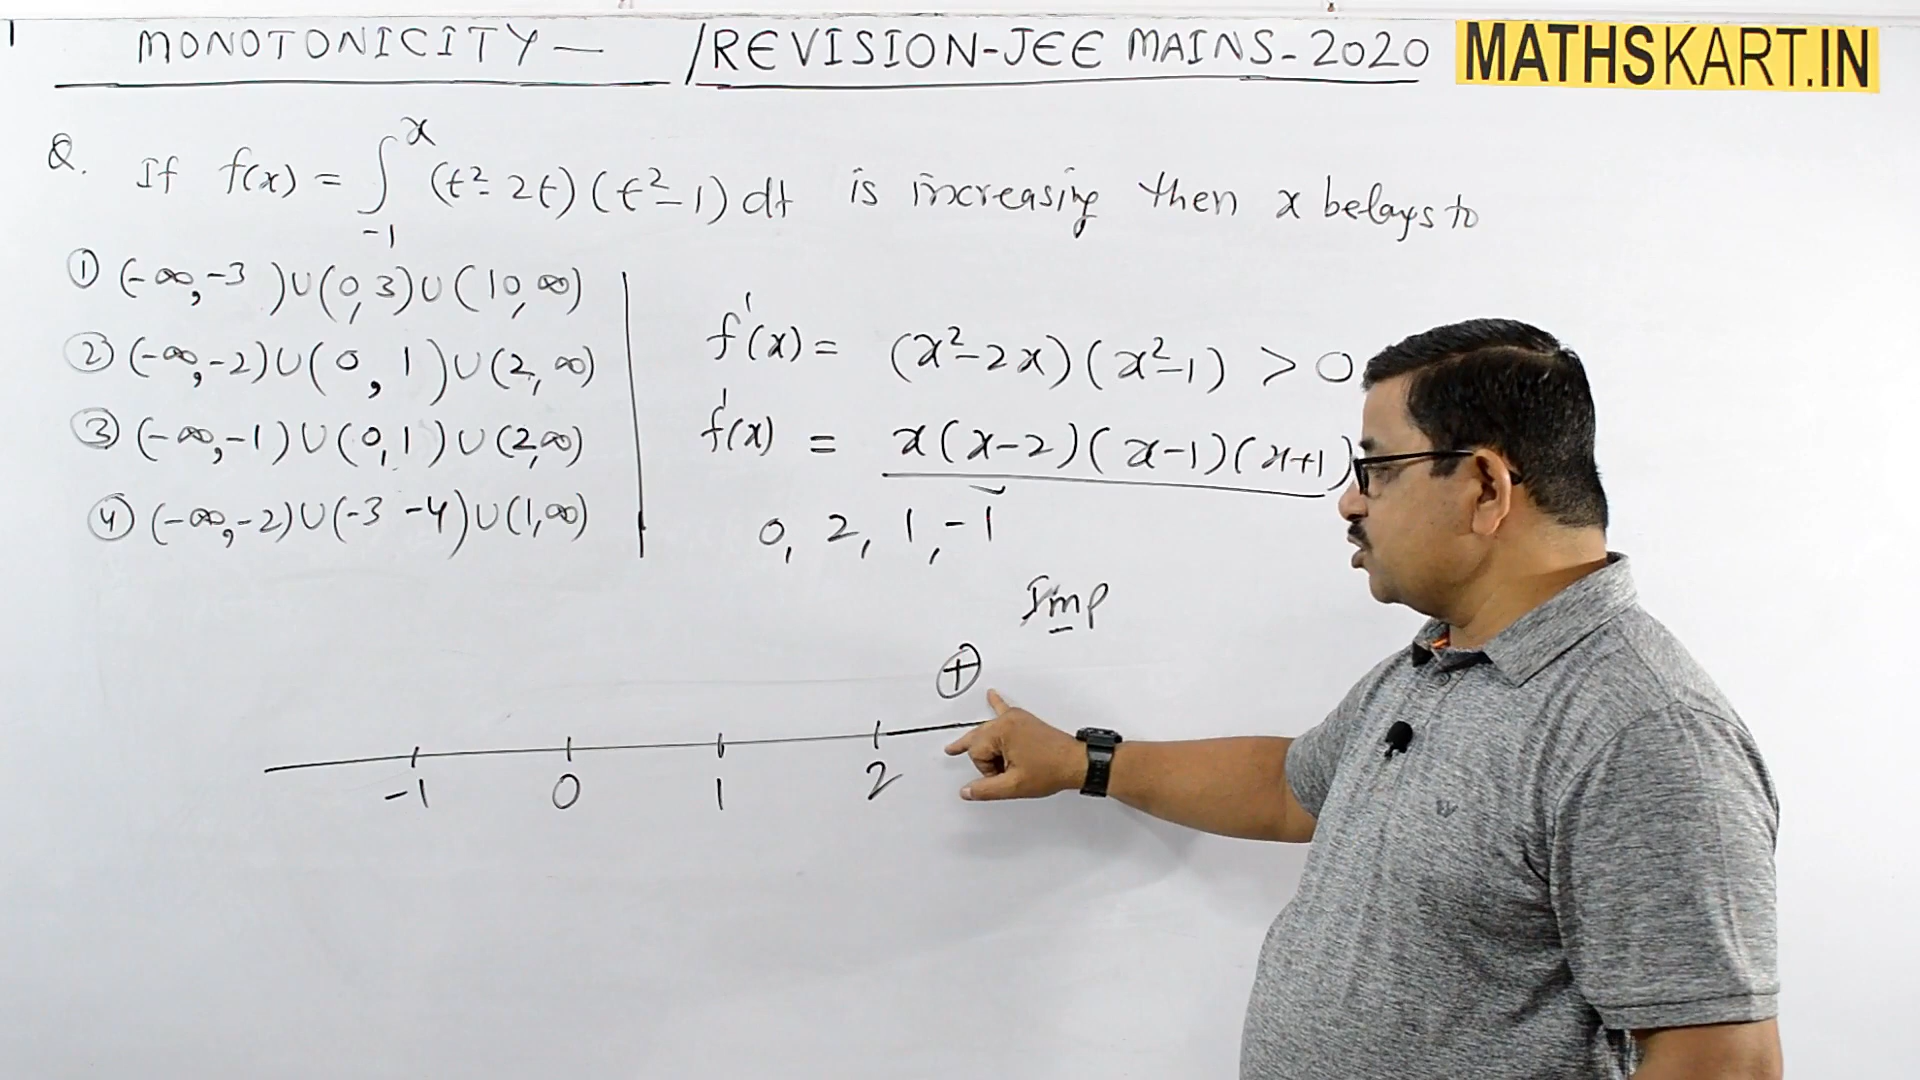 1
MONOTONICITY — /REVISION-JEE MAINS-2020
MATHSKART.IN
Q. If f(x) = ∫₋₁ˣ (t²-2t)(t²-1)dt is increasing then x belongs to
① (-∞,-3)∪(0,3)∪(10,∞)
② (-∞,-2)∪(0,1)∪(2,∞)
③ (-∞,-1)∪(0,1)∪(2,∞)
④ (-∞,-2)∪(-3 -4)∪(1,∞)
f'(x)= (x²-2x)(x²-1) > 0
f'(x) = x(x-2)(x-1)(x+1)
0, 2, 1, -1
Imp
+
-1 0 1 2